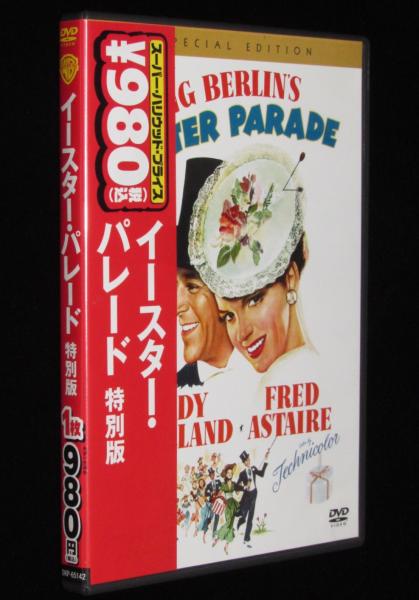 DVD
VIDEO
イースター・パレード 特別版
1枚
980円
65142
スーパー・ハリウッド・プライス
¥980(税込)
イースター・
パレード 特別版
PECIAL EDITION
G BERLIN'S
TER PARADE
DY
LAND
FRED
ASTAIRE
Technicolor
DVD
VIDEO